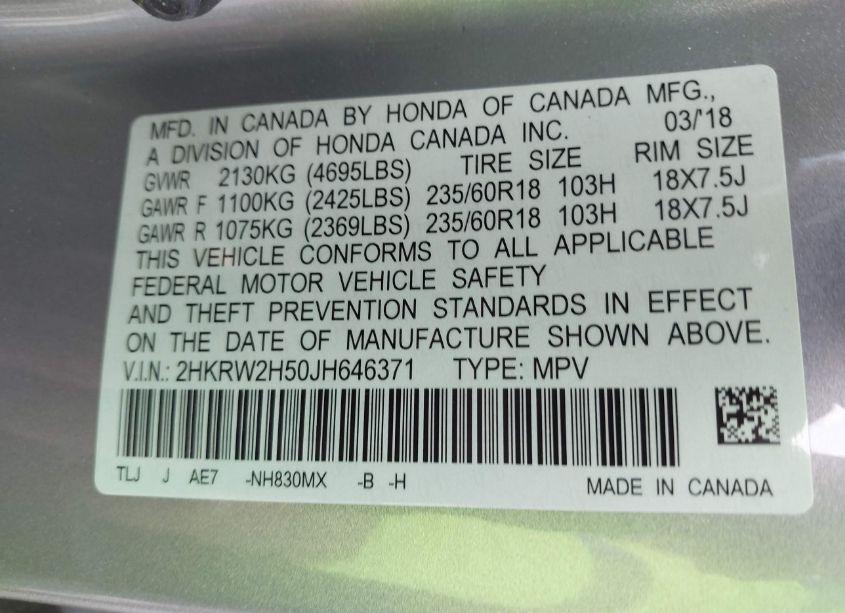 MFD. IN CANADA BY HONDA OF CANADA MFG.,
A DIVISION OF HONDA CANADA INC. 03/'18
GVWR 2130KG (4695LBS) TIRE SIZE RIM SIZE
GAWR F 1100KG (2425LBS) 235/60R18 103H 18X7.5J
GAWR R 1075KG (2369LBS) 235/60R18 103H 18X7.5J
THIS VEHICLE CONFORMS TO ALL APPLICABLE
FEDERAL MOTOR VEHICLE SAFETY
AND THEFT PREVENTION STANDARDS IN EFFECT
ON THE DATE OF MANUFACTURE SHOWN ABOVE.
V.I.N.: 2HKRW2H50JH646371 TYPE: MPV
TLJ J AE7 -NH830MX -B -H MADE IN CANADA